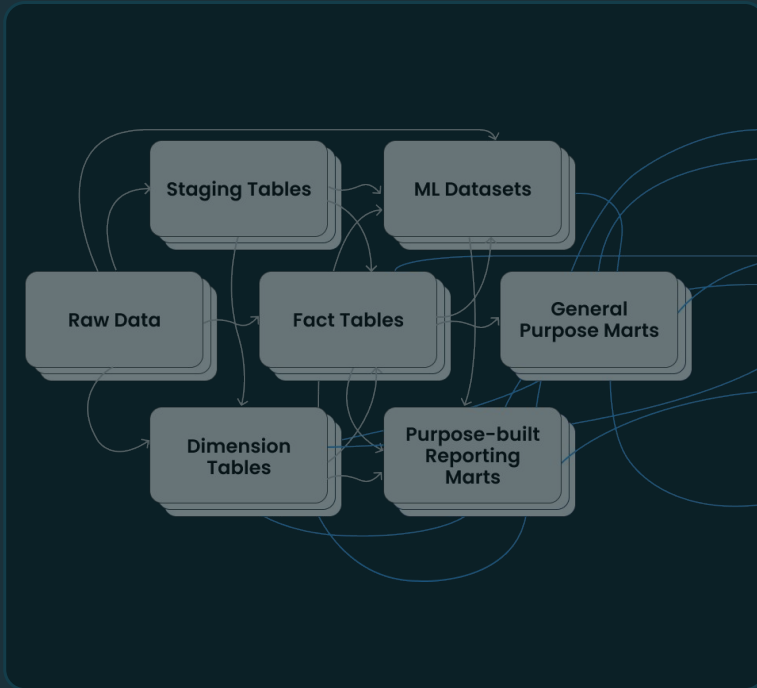 Staging Tables
ML Datasets
Raw Data
Fact Tables
General
Purpose Marts
Dimension
Tables
Purpose-built
Reporting
Marts